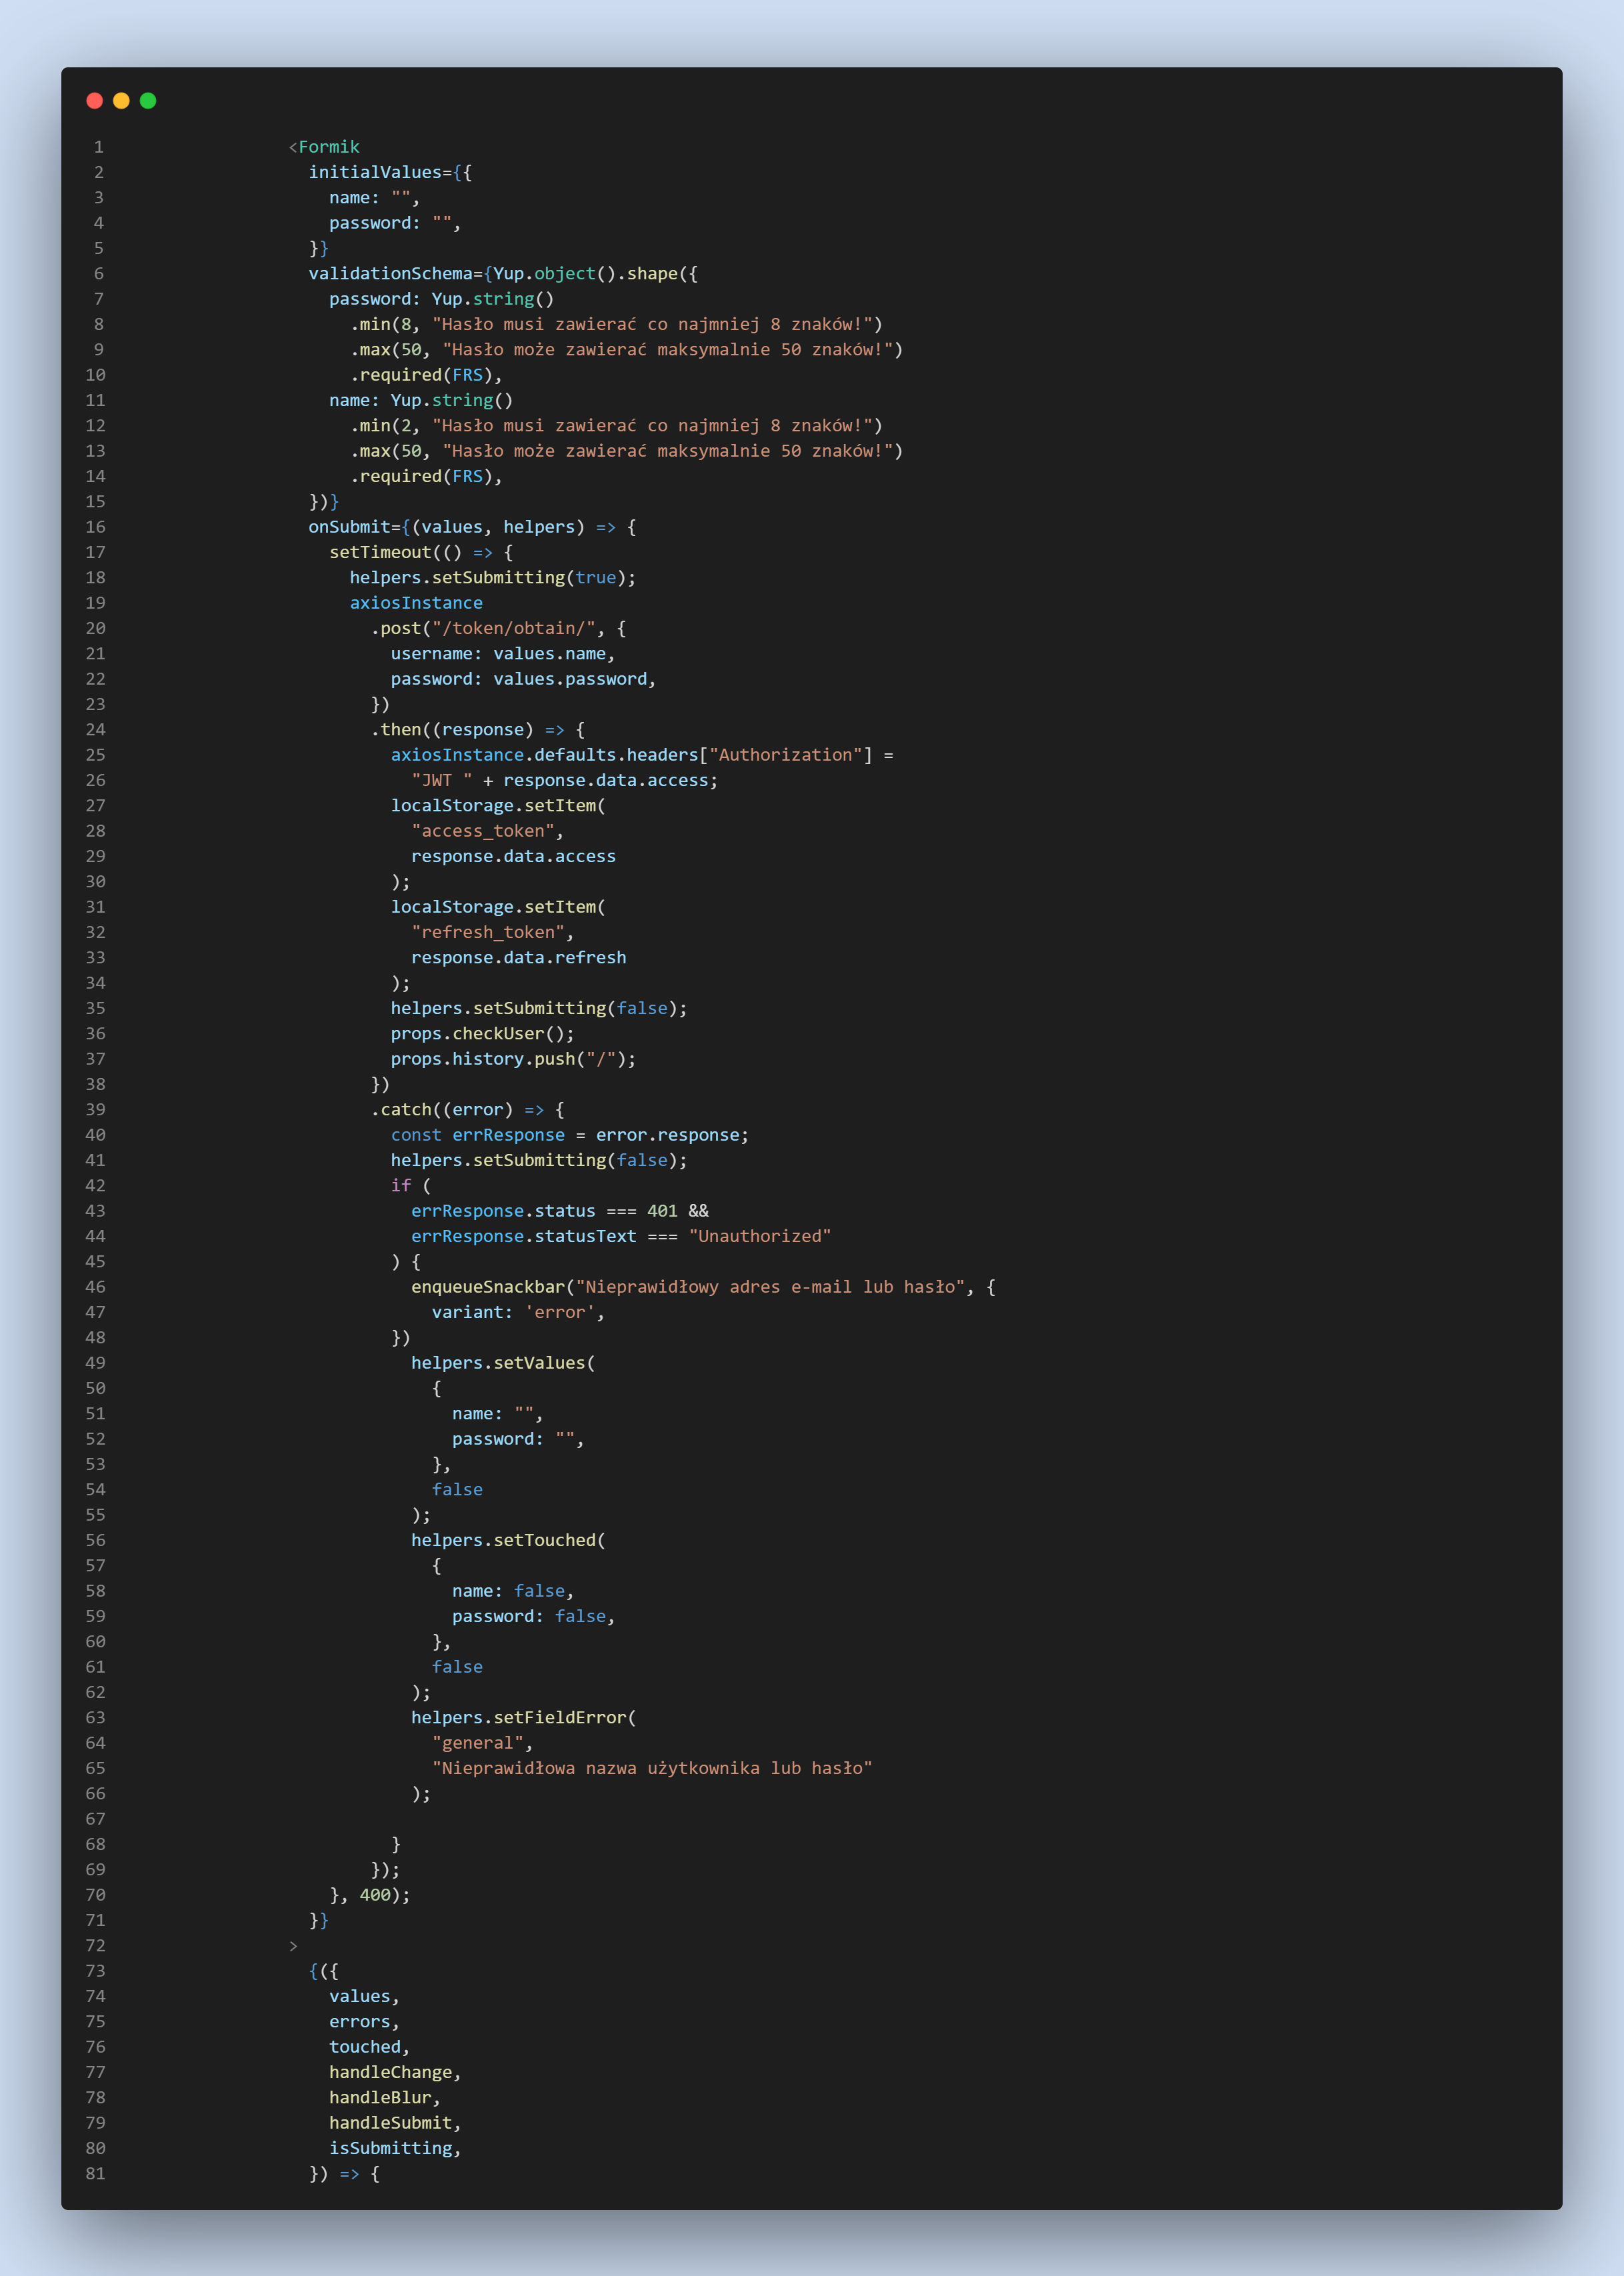 1 <Formik
2 initialValues={{
3 name: "",
4 password: "",
5 }}
6 validationSchema={Yup.object().shape({
7 password: Yup.string()
8 .min(8, "Hasło musi zawierać co najmniej 8 znaków!")
9 .max(50, "Hasło może zawierać maksymalnie 50 znaków!")
10 .required(FRS),
11 name: Yup.string()
12 .min(2, "Hasło musi zawierać co najmniej 8 znaków!")
13 .max(50, "Hasło może zawierać maksymalnie 50 znaków!")
14 .required(FRS),
15 })}
16 onSubmit={(values, helpers) => {
17 setTimeout(() => {
18 helpers.setSubmitting(true);
19 axiosInstance
20 .post("/token/obtain/", {
21 username: values.name,
22 password: values.password,
23 })
24 .then((response) => {
25 axiosInstance.defaults.headers["Authorization"] =
26 "JWT " + response.data.access;
27 localStorage.setItem(
28 "access_token",
29 response.data.access
30 );
31 localStorage.setItem(
32 "refresh_token",
33 response.data.refresh
34 );
35 helpers.setSubmitting(false);
36 props.checkUser();
37 props.history.push("/");
38 })
39 .catch((error) => {
40 const errResponse = error.response;
41 helpers.setSubmitting(false);
42 if (
43 errResponse.status === 401 &&
44 errResponse.statusText === "Unauthorized"
45 ) {
46 enqueueSnackbar("Nieprawidłowy adres e-mail lub hasło", {
47 variant: 'error',
48 })
49 helpers.setValues(
50 {
51 name: "",
52 password: "",
53 },
54 false
55 );
56 helpers.setTouched(
57 {
58 name: false,
59 password: false,
60 },
61 false
62 );
63 helpers.setFieldError(
64 "general",
65 "Nieprawidłowa nazwa użytkownika lub hasło"
66 );
67
68 }
69 });
70 }, 400);
71 }}
72 >
73 {({
74 values,
75 errors,
76 touched,
77 handleChange,
78 handleBlur,
79 handleSubmit,
80 isSubmitting,
81 }) => {